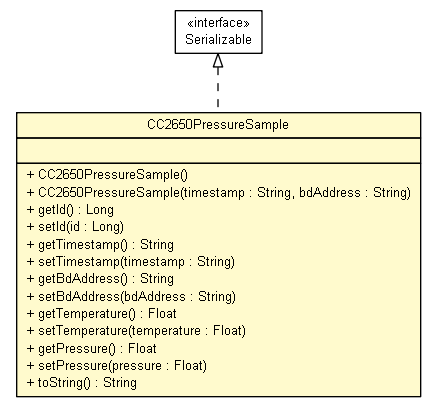 «interface»
Serializable
CC2650PressureSample
+ CC2650PressureSample()
+ CC2650PressureSample(timestamp : String, bdAddress : String)
+ getId() : Long
+ setId(id : Long)
+ getTimestamp() : String
+ setTimestamp(timestamp : String)
+ getBdAddress() : String
+ setBdAddress(bdAddress : String)
+ getTemperature() : Float
+ setTemperature(temperature : Float)
+ getPressure() : Float
+ setPressure(pressure : Float)
+ toString() : String